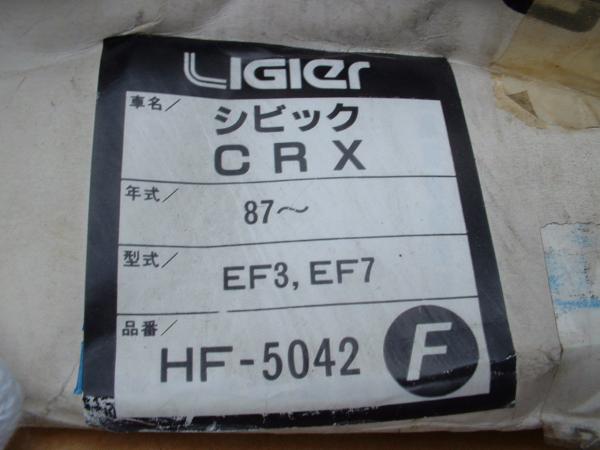 LIGIER
車名/
シビック
CRX
年式/
87～
型式/
EF3, EF7
品番/
HF-5042
F